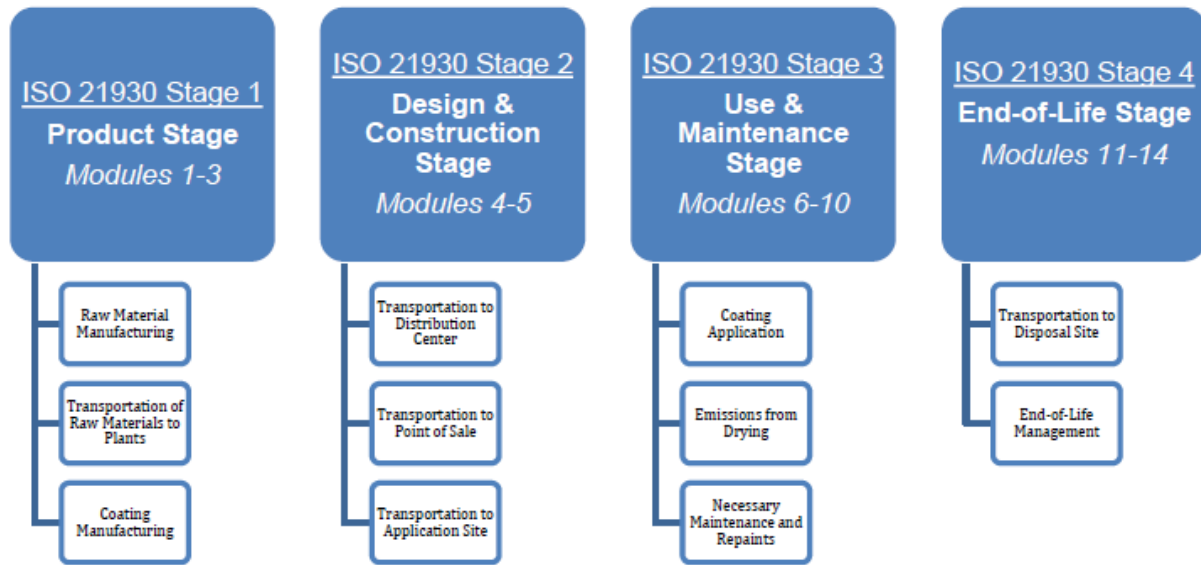 ISO 21930 Stage 1
Product Stage
Modules 1-3
Raw Material
Manufacturing
Transportation of
Raw Materials to
Plants
Coating
Manufacturing
ISO 21930 Stage 2
Design &
Construction
Stage
Modules 4-5
Transportation to
Distribution
Center
Transportation to
Point of Sale
Transportation to
Application Site
ISO 21930 Stage 3
Use &
Maintenance
Stage
Modules 6-10
Coating
Application
Emissions from
Drying
Necessary
Maintenance and
Repaints
ISO 21930 Stage 4
End-of-Life Stage
Modules 11-14
Transportation to
Disposal Site
End-of-Life
Management